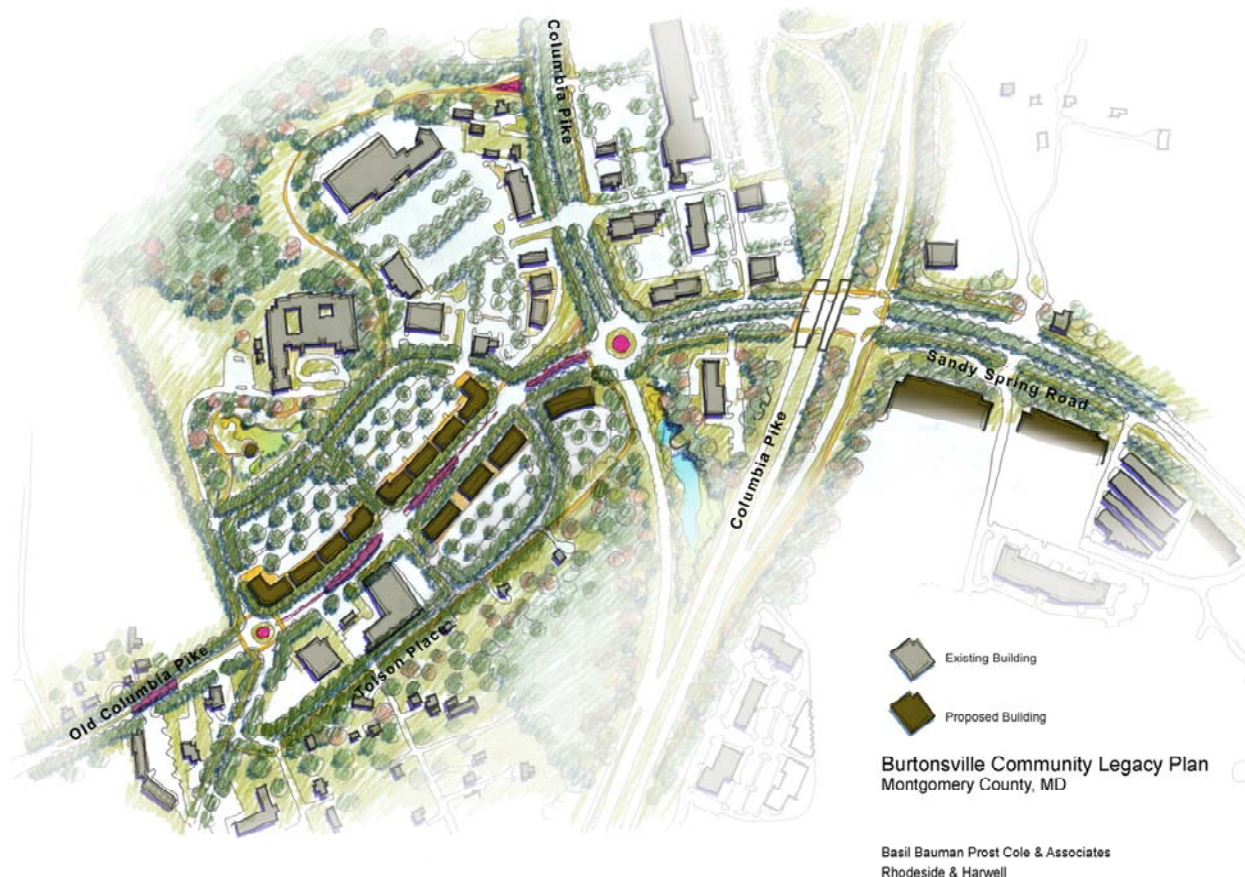 Columbia Pike
Sandy Spring Road
Columbia Pike
Tolson Place
Old Columbia Pike
Existing Building
Proposed Building
Burtonsville Community Legacy Plan
Montgomery County, MD
Basil Bauman Prost Cole & Associates
Rhodeside & Harwell